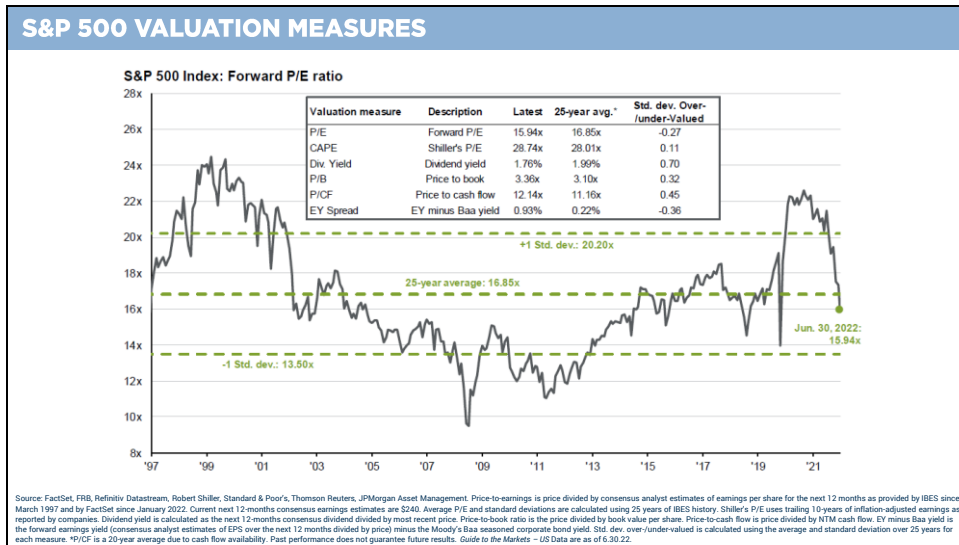 S&P 500 VALUATION MEASURES
S&P 500 Index: Forward P/E ratio
28x
26x
24x
22x
20x
18x
16x
14x
12x
10x
8x
Valuation measure Description Latest 25-year avg.* Std. dev. Over-
/under-Valued
P/E Forward P/E 15.94x 16.85x -0.27
CAPE Shiller's P/E 28.74x 28.01x 0.11
Div. Yield Dividend yield 1.76% 1.99% 0.70
P/B Price to book 3.36x 3.10x 0.32
P/CF Price to cash flow 12.14x 11.16x 0.45
EY Spread EY minus Baa yield 0.93% 0.22% -0.36
+1 Std. dev.: 20.20x
25-year average: 16.85x
Jun. 30, 2022:
15.94x
-1 Std. dev.: 13.50x
'97 '99 '01 '03 '05 '07 '09 '11 '13 '15 '17 '19 '21
Source: FactSet, FRB, Refinitiv Datastream, Robert Shiller, Standard & Poor's, Thomson Reuters, JPMorgan Asset Management. Price-to-earnings is price divided by consensus analyst estimates of earnings per share for the next 12 months as provided by IBES since
March 1997 and by FactSet since January 2022. Current next 12-months consensus earnings estimates are $240. Average P/E and standard deviations are calculated using 25 years of IBES history. Shiller's P/E uses trailing 10-years of inflation-adjusted earnings as
reported by companies. Dividend yield is calculated as the next 12-months consensus dividend divided by most recent price. Price-to-book ratio is the price divided by book value per share. Price-to-cash flow is price divided by NTM cash flow. EY minus Baa yield is
the forward earnings yield (consensus analyst estimates of EPS over the next 12 months divided by price) minus the Moody's Baa seasoned corporate bond yield. Std. dev. over/under-valued is calculated using the average and standard deviation over 25 years for
each measure. *P/CF is a 20-year average due to cash flow availability. Past performance does not guarantee future results. Guide to the Markets – US Data are as of 6.30.22.